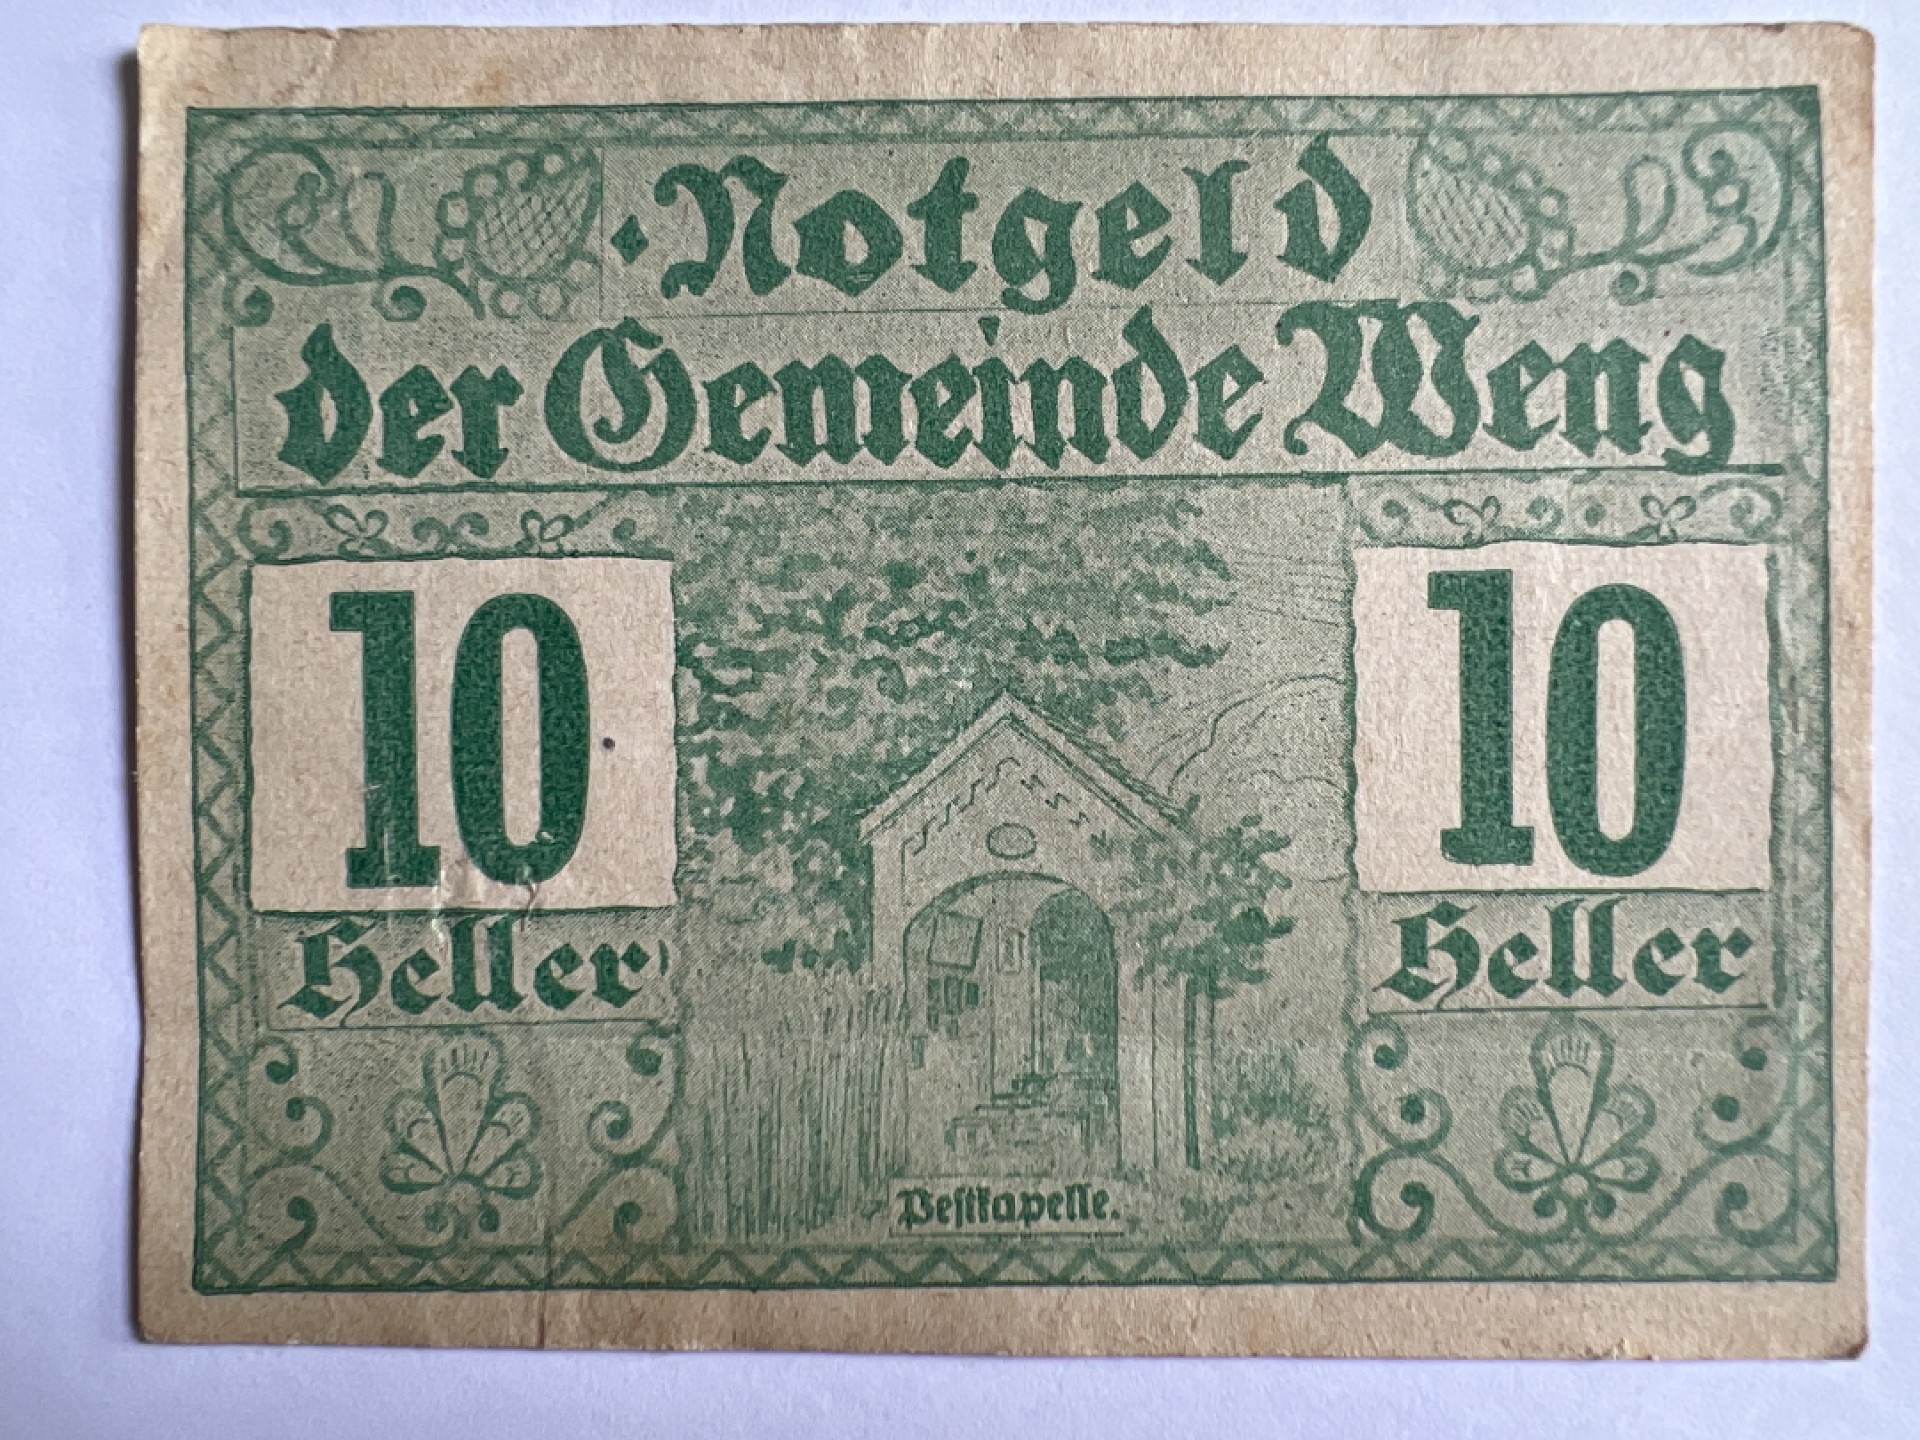 Notgeld
der Gemeinde Weng
10
Heller
10
Heller
Pestkapelle.